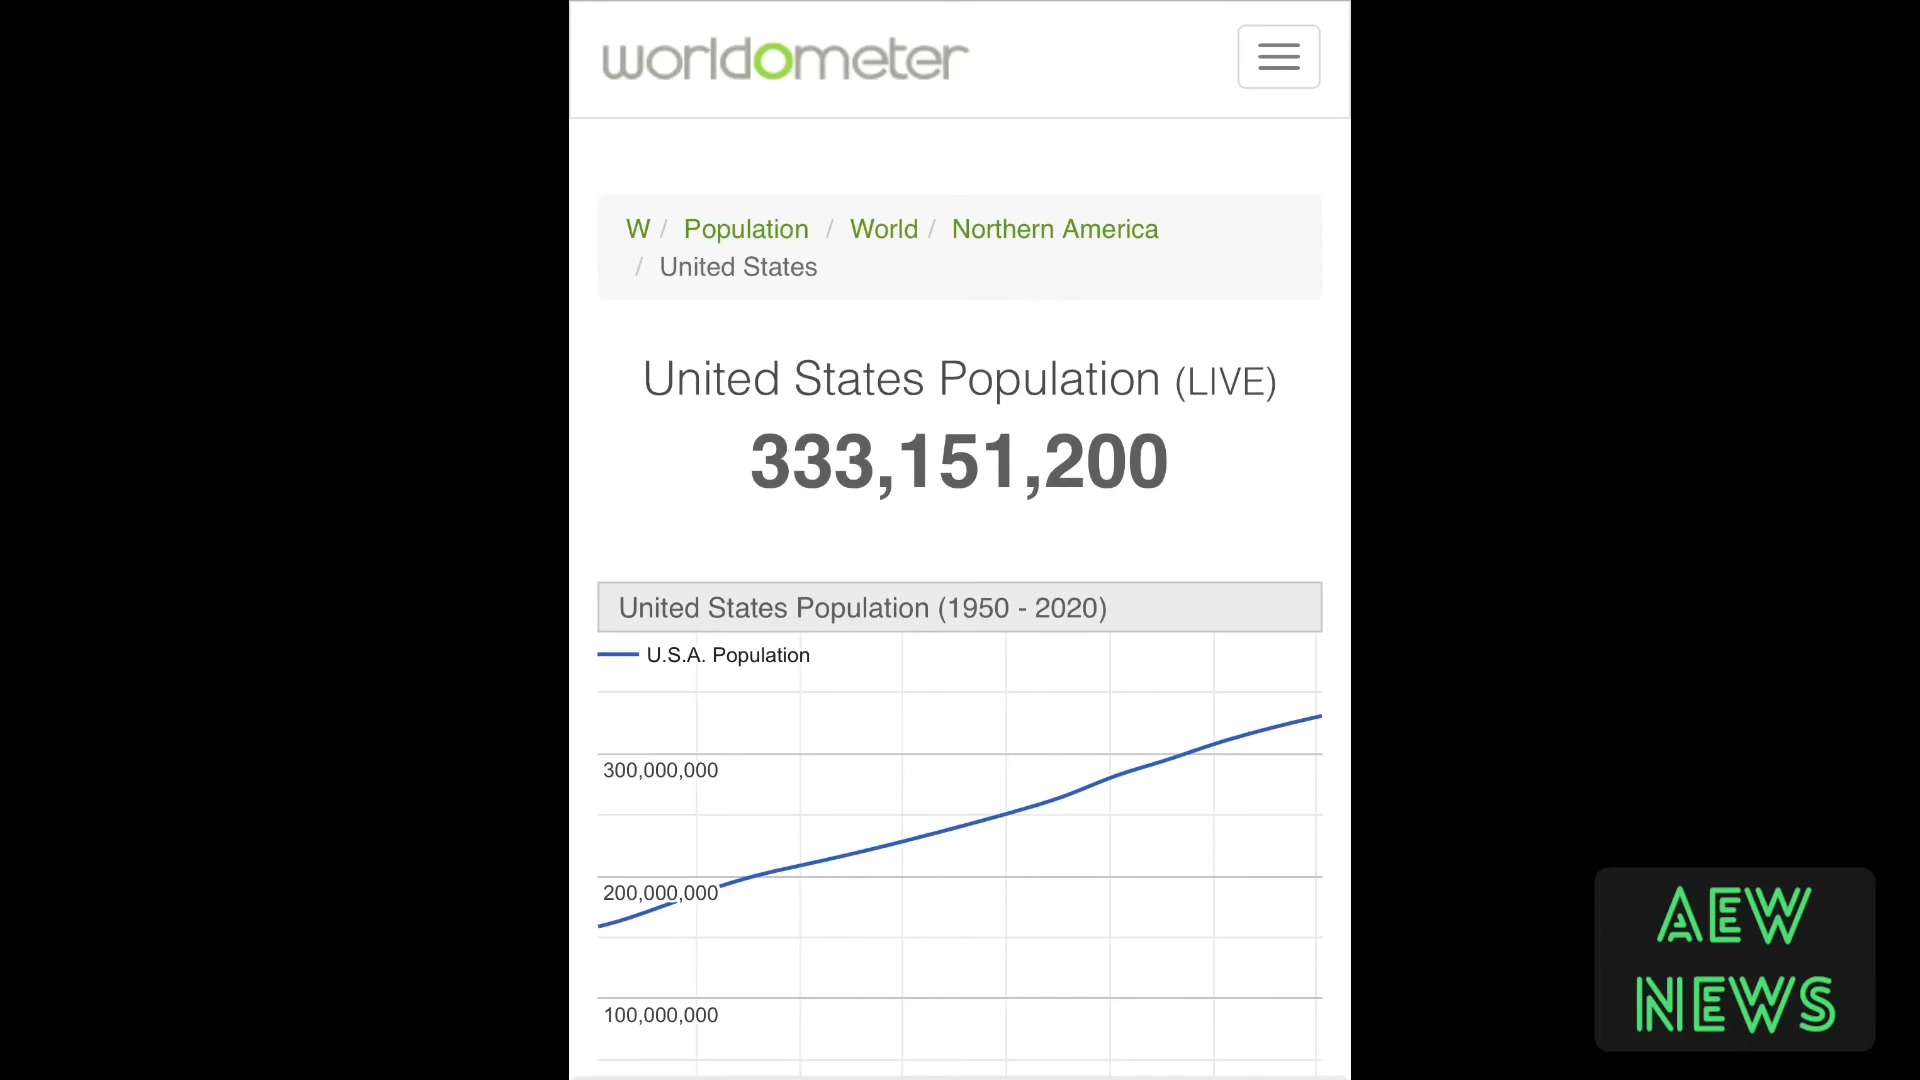 worldometer
W / Population / World / Northern America
/ United States
United States Population (LIVE)
333,151,200
United States Population (1950 - 2020)
U.S.A. Population
300,000,000
200,000,000
100,000,000
AEW
NEWS